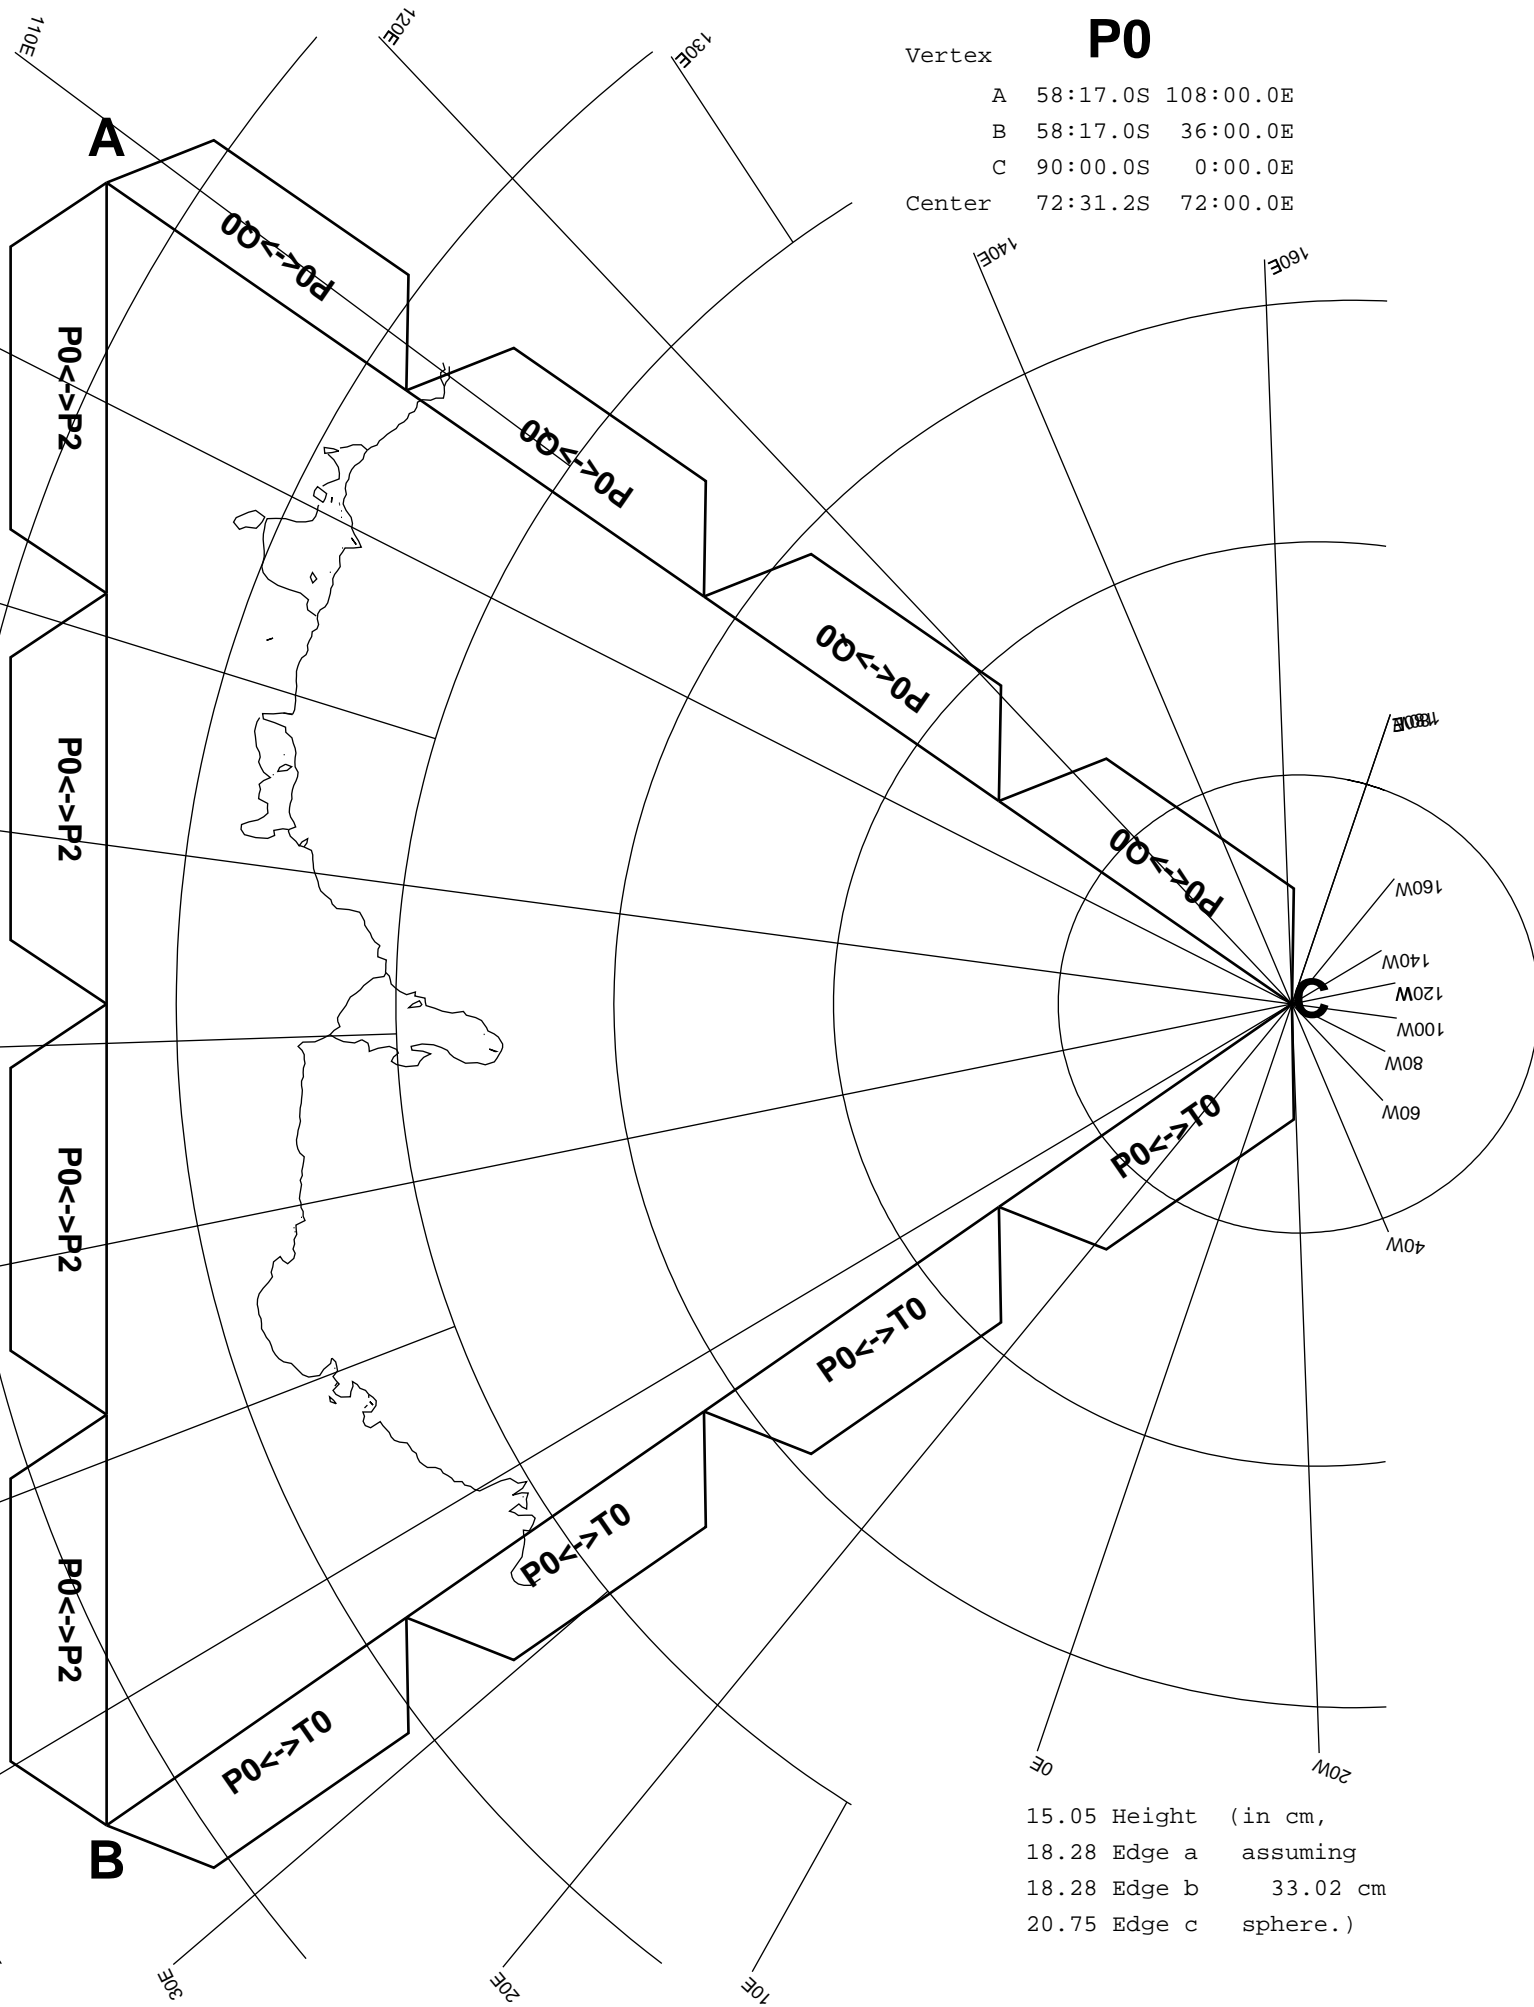 P0
Vertex
A 58:17.0S 108:00.0E
B 58:17.0S 36:00.0E
C 90:00.0S 0:00.0E
Center 72:31.2S 72:00.0E
110E
120E
130E
140E
160E
A
P0<->Q0
P0<->Q0
P0<->Q0
P0<->Q0
P0<->P2
P0<->P2
P0<->P2
P0<->P2
160W
140W
120W
100W
80W
60W
40W
C
P0<->T0
P0<->T0
P0<->T0
P0<->T0
B
30E
20E
10E
0E
20W
15.05 Height (in cm,
18.28 Edge a assuming
18.28 Edge b 33.02 cm
20.75 Edge c sphere.)